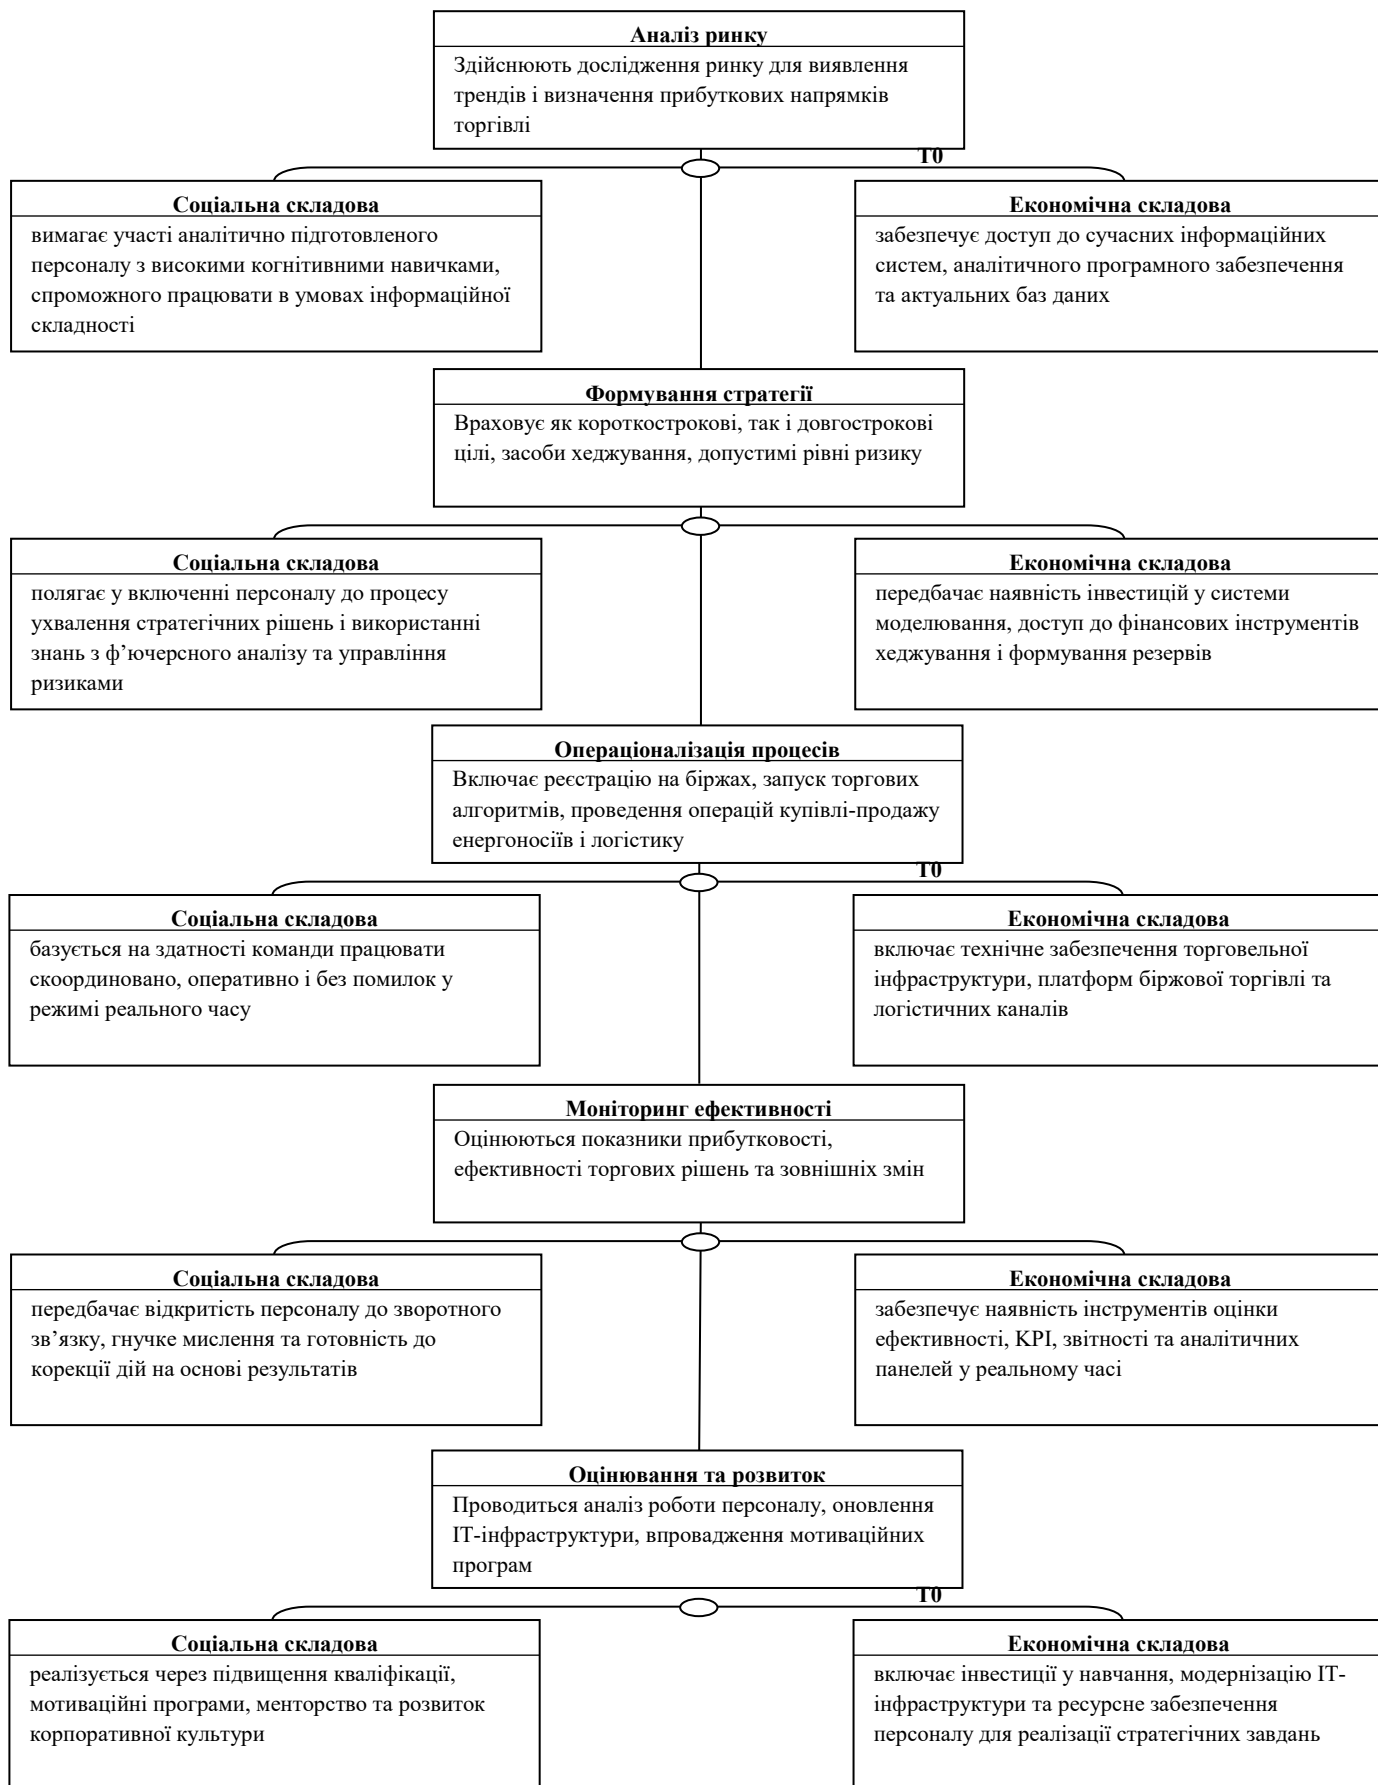 Аналіз ринку
Здійснюють дослідження ринку для виявлення
трендів і визначення прибуткових напрямків
торгівлі
Т0
Соціальна складова
вимагає участі аналітично підготовленого
персоналу з високими когнітивними навичками,
спроможного працювати в умовах інформаційної
складності
Економічна складова
забезпечує доступ до сучасних інформаційних
систем, аналітичного програмного забезпечення
та актуальних баз даних
Формування стратегії
Враховує як короткострокові, так і довгострокові
цілі, засоби хеджування, допустимі рівні ризику
Соціальна складова
полягає у включенні персоналу до процесу
ухвалення стратегічних рішень і використанні
знань з ф’ючерсного аналізу та управління
ризиками
Економічна складова
передбачає наявність інвестицій у системи
моделювання, доступ до фінансових інструментів
хеджування і формування резервів
Операціоналізація процесів
Включає реєстрацію на біржах, запуск торгових
алгоритмів, проведення операцій купівлі-продажу
енергоносіїв і логістику
Т0
Соціальна складова
базується на здатності команди працювати
скоординовано, оперативно і без помилок у
режимі реального часу
Економічна складова
включає технічне забезпечення торговельної
інфраструктури, платформ біржової торгівлі та
логістичних каналів
Моніторинг ефективності
Оцінюються показники прибутковості,
ефективності торгових рішень та зовнішніх змін
Соціальна складова
передбачає відкритість персоналу до зворотного
зв’язку, гнучке мислення та готовність до
корекції дій на основі результатів
Економічна складова
забезпечує наявність інструментів оцінки
ефективності, KPI, звітності та аналітичних
панелей у реальному часі
Оцінювання та розвиток
Проводиться аналіз роботи персоналу, оновлення
ІТ-інфраструктури, впровадження мотиваційних
програм
Т0
Соціальна складова
реалізується через підвищення кваліфікації,
мотиваційні програми, менторство та розвиток
корпоративної культури
Економічна складова
включає інвестиції у навчання, модернізацію ІТ-
інфраструктури та ресурсне забезпечення
персоналу для реалізації стратегічних завдань